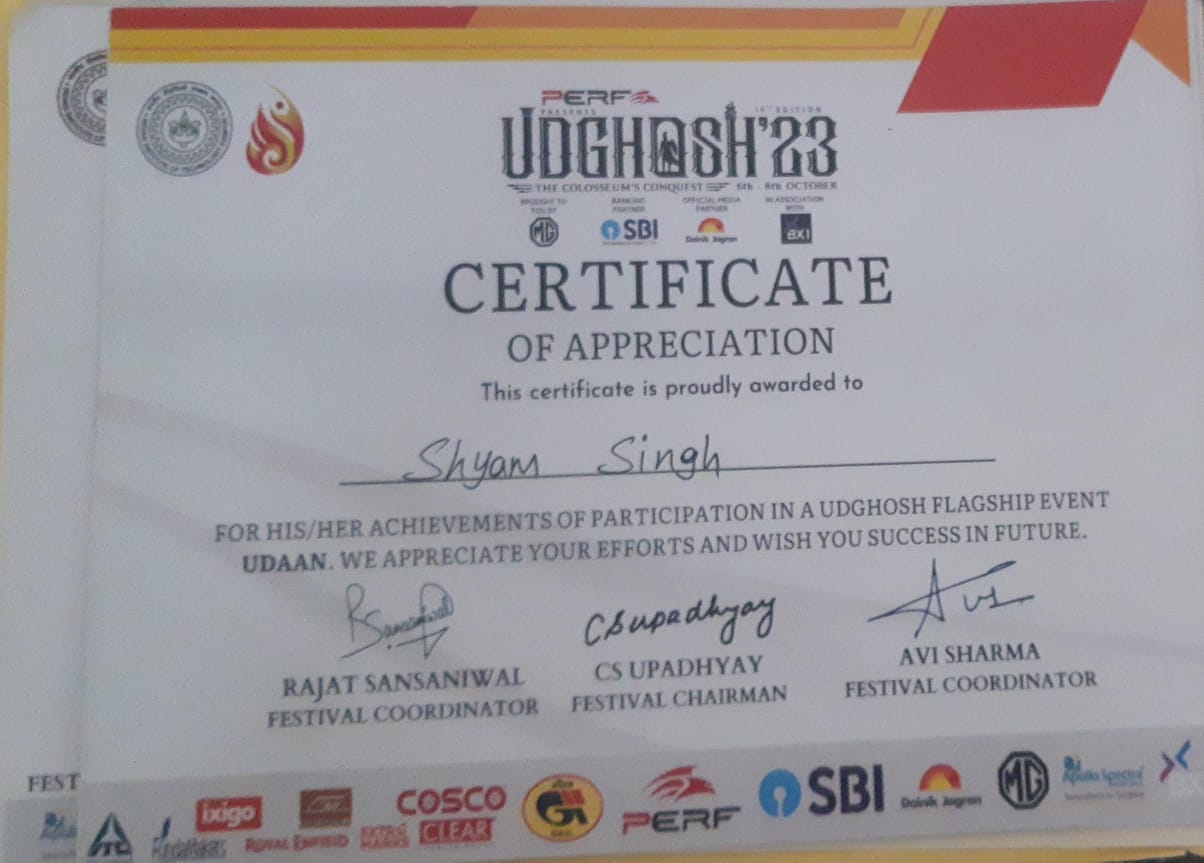 PERF
PRESENTS
19TH EDITION
UDGHOSH'23
THE COLOSSEUM'S CONQUEST 6th - 8th OCTOBER
BROUGHT TO YOU BY
MG
BANKING PARTNER
SBI
OFFICIAL MEDIA PARTNER
Dainik Jagran
IN ASSOCIATION WITH
BXI
CERTIFICATE
OF APPRECIATION
This certificate is proudly awarded to
Shyam Singh
FOR HIS/HER ACHIEVEMENTS OF PARTICIPATION IN A UDGHOSH FLAGSHIP EVENT
UDAAN. WE APPRECIATE YOUR EFFORTS AND WISH YOU SUCCESS IN FUTURE.
RSansaniwal
CSupadhyay
Avi
RAJAT SANSANIWAL
FESTIVAL COORDINATOR
CS UPADHYAY
FESTIVAL CHAIRMAN
AVI SHARMA
FESTIVAL COORDINATOR
FEST
ITC
FundaMakers
ixigo
ROYAL ENFIELD
EXTRA MARKS
COSCO
CLEAR
GAIL
PERF
SBI
Dainik Jagran
MG
Apollo Spectra